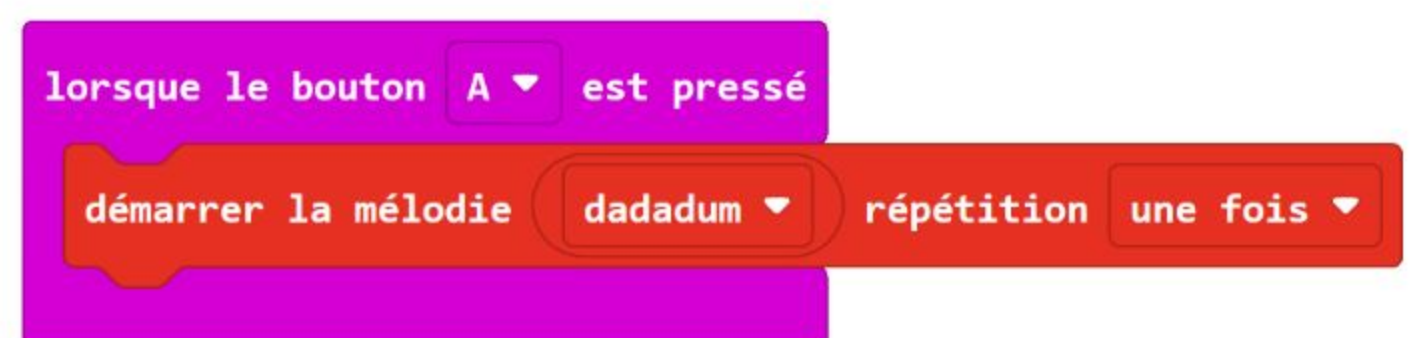 lorsque le bouton A est pressé
démarrer la mélodie dadadum répétition une fois